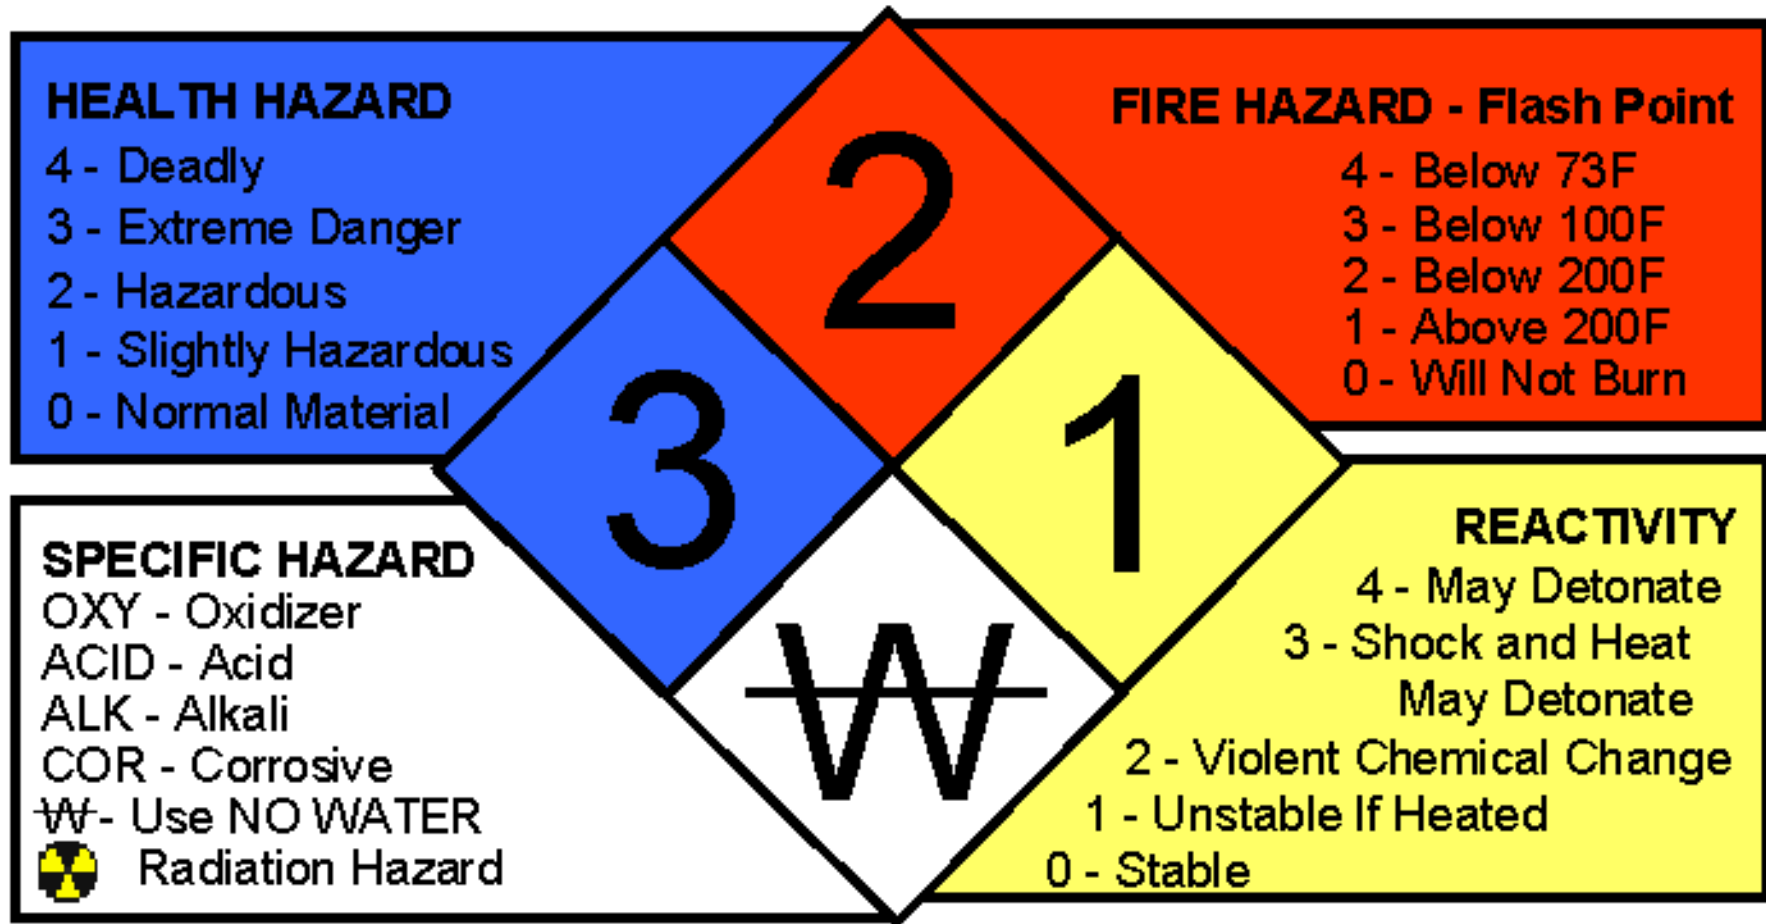 HEALTH HAZARD
4 - Deadly
3 - Extreme Danger
2 - Hazardous
1 - Slightly Hazardous
0 - Normal Material
FIRE HAZARD - Flash Point
4 - Below 73F
3 - Below 100F
2 - Below 200F
1 - Above 200F
0 - Will Not Burn
2
3
1
W̶
SPECIFIC HAZARD
OXY - Oxidizer
ACID - Acid
ALK - Alkali
COR - Corrosive
W̶ - Use NO WATER
Radiation Hazard
REACTIVITY
4 - May Detonate
3 - Shock and Heat
May Detonate
2 - Violent Chemical Change
1 - Unstable If Heated
0 - Stable